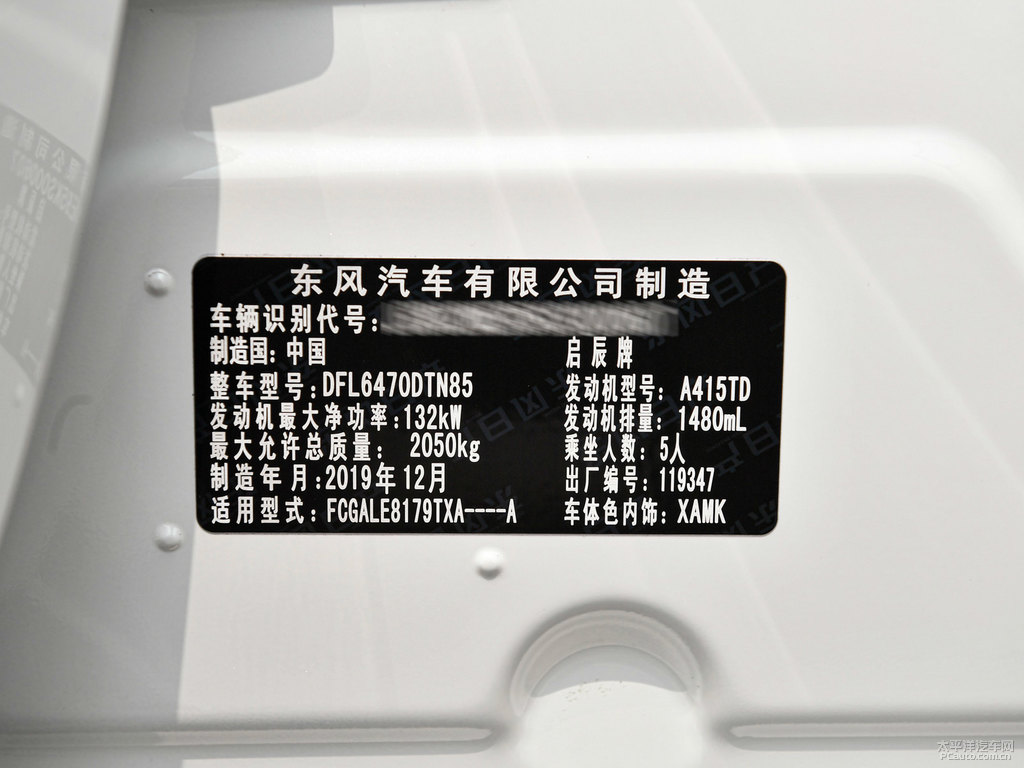 东风汽车有限公司制造
车辆识别代号:
制造国:中国 启辰牌
整车型号:DFL6470DTN85 发动机型号: A415TD
发动机最大净功率:132kW 发动机排量: 1480mL
最大允许总质量: 2050kg 乘坐人数: 5人
制造年月:2019年12月 出厂编号: 119347
适用型式:FCGALE8179TXA----A 车体色内饰:XAMK
太平洋汽车网
PCauto.com.cn